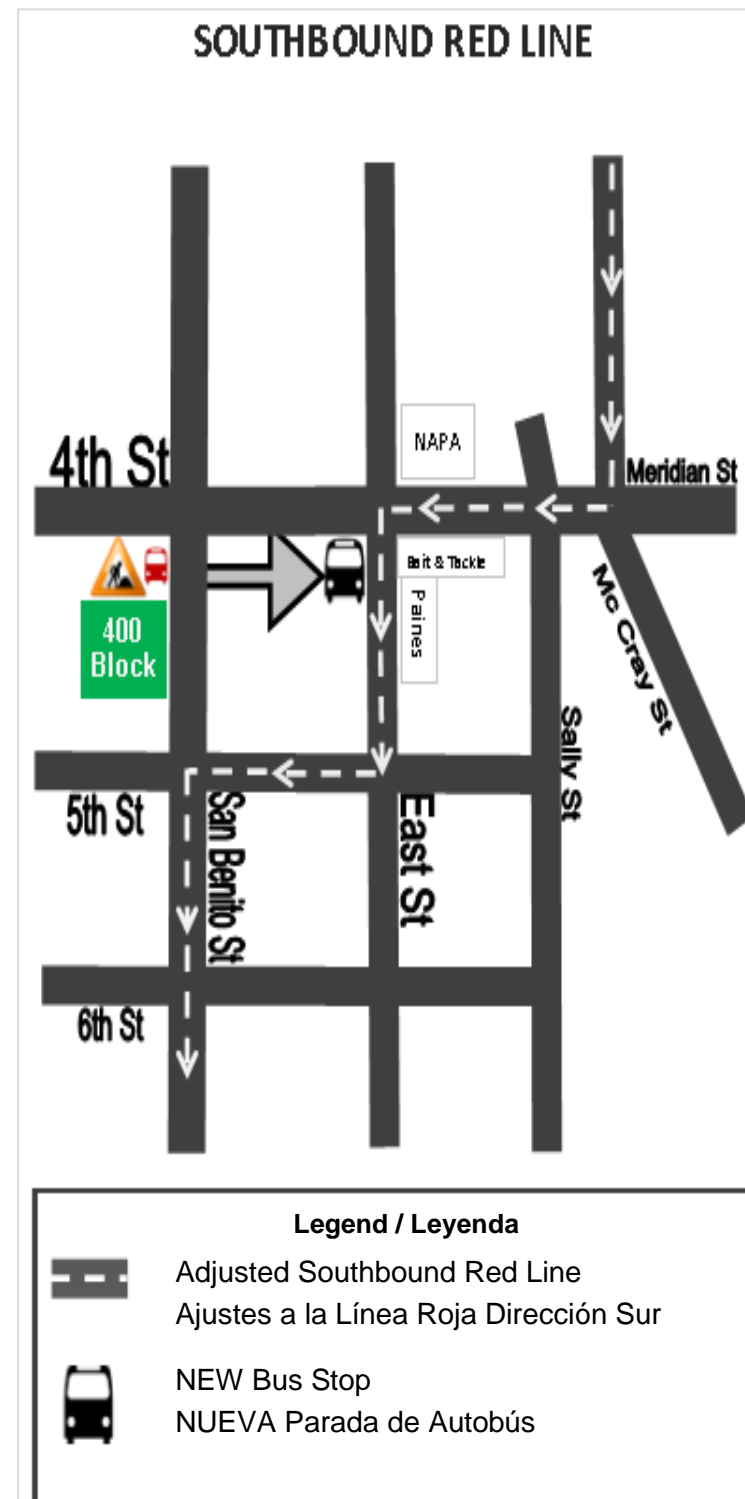 SOUTHBOUND RED LINE
NAPA
4th St
Meridian St
Bait & Tackle
Paines
400
Block
Mc Cray St
Sally St
5th St
San Benito St
East St
6th St
Legend / Leyenda
Adjusted Southbound Red Line
Ajustes a la Línea Roja Dirección Sur
NEW Bus Stop
NUEVA Parada de Autobús